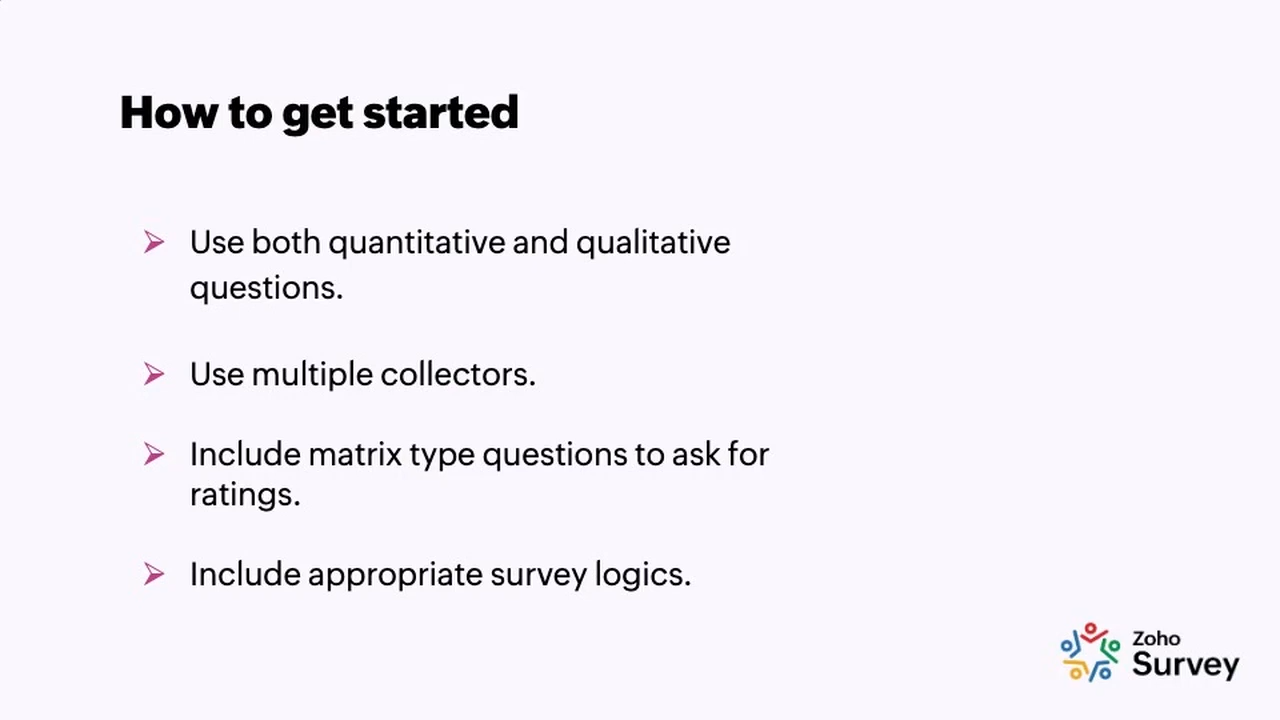 How to get started
Use both quantitative and qualitative
questions.
Use multiple collectors.
Include matrix type questions to ask for
ratings.
Include appropriate survey logics.
Zoho
Survey